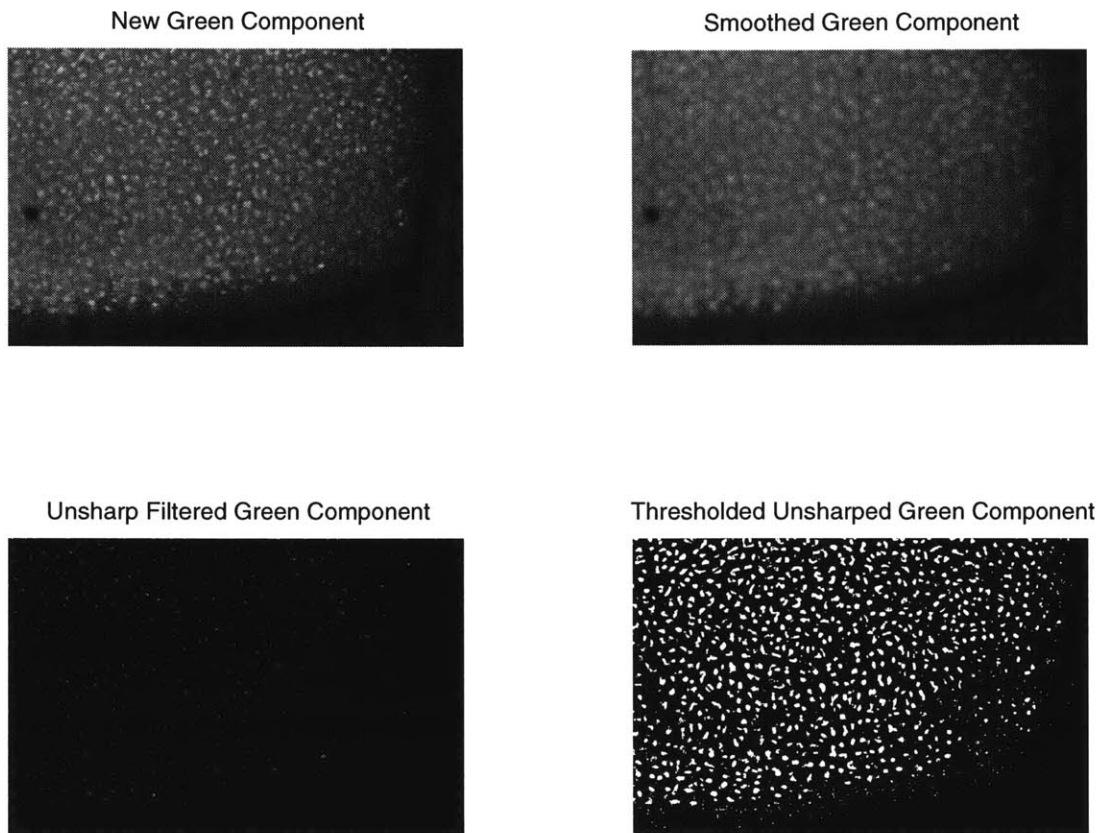 New Green Component
Smoothed Green Component
Unsharp Filtered Green Component
Thresholded Unsharped Green Component